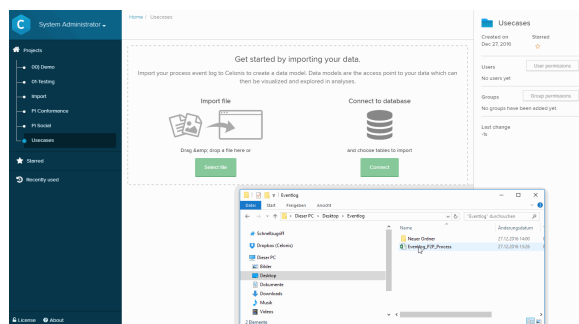 C System Administrator
Home / Usecases
Projects
00) Demo
01-Testing
Import
PI Conformance
PI Social
Usecases
Starred
Recently used
License About
Get started by importing your data.
Import your process event log to Celonis to create a data model. Data models are the access point to your data which can
then be visualized and explored in analyses.
Import file
Drag &amp; drop a file here or
Select file
Connect to database
and choose tables to import
Connect
Usecases
Created on Starred
Dec 27, 2016
Users User permissions
No users yet
Groups Group permissions
No groups have been added yet
Last change
-/s
Eventlog
Datei Start Freigeben Ansicht
Dieser PC > Desktop > Eventlog
"Eventlog" durchsuchen
Schnellzugriff
Dropbox (Celonis)
Dieser PC
Bilder
Desktop
Dokumente
Downloads
Musik
Videos
2 Elemente
Name Änderungsdatum
Neuer Ordner 27.12.2016 14:00
Eventlog_P2P_Process 27.12.2016 13:26